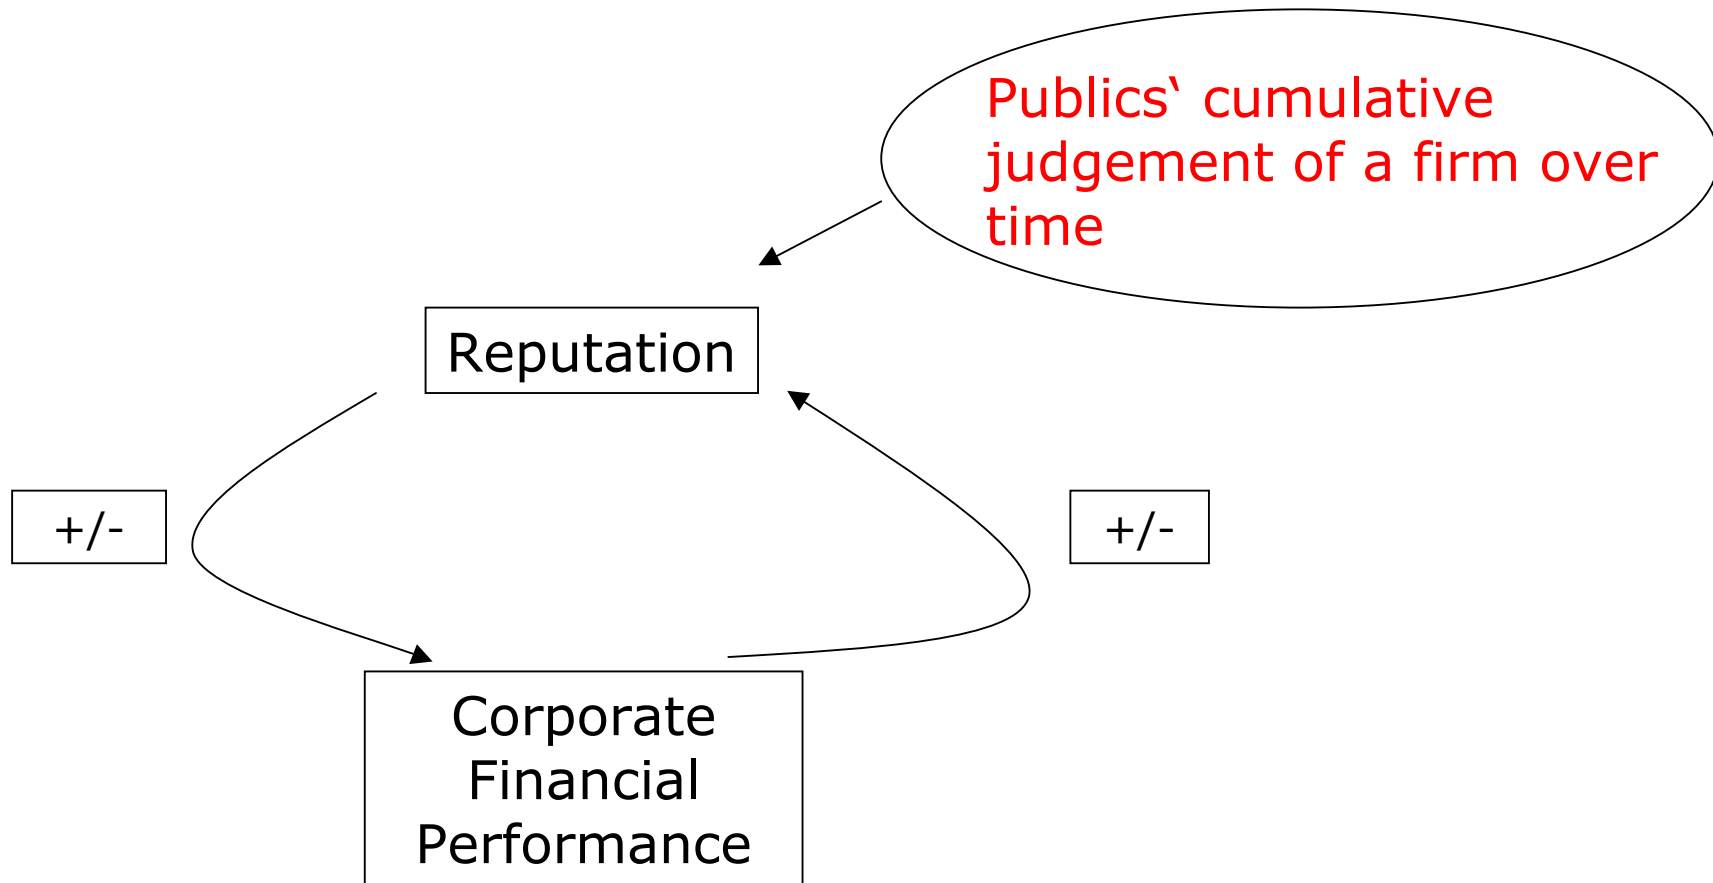 Publics‘ cumulative
judgement of a firm over
time
Reputation
+/-
+/-
Corporate
Financial
Performance